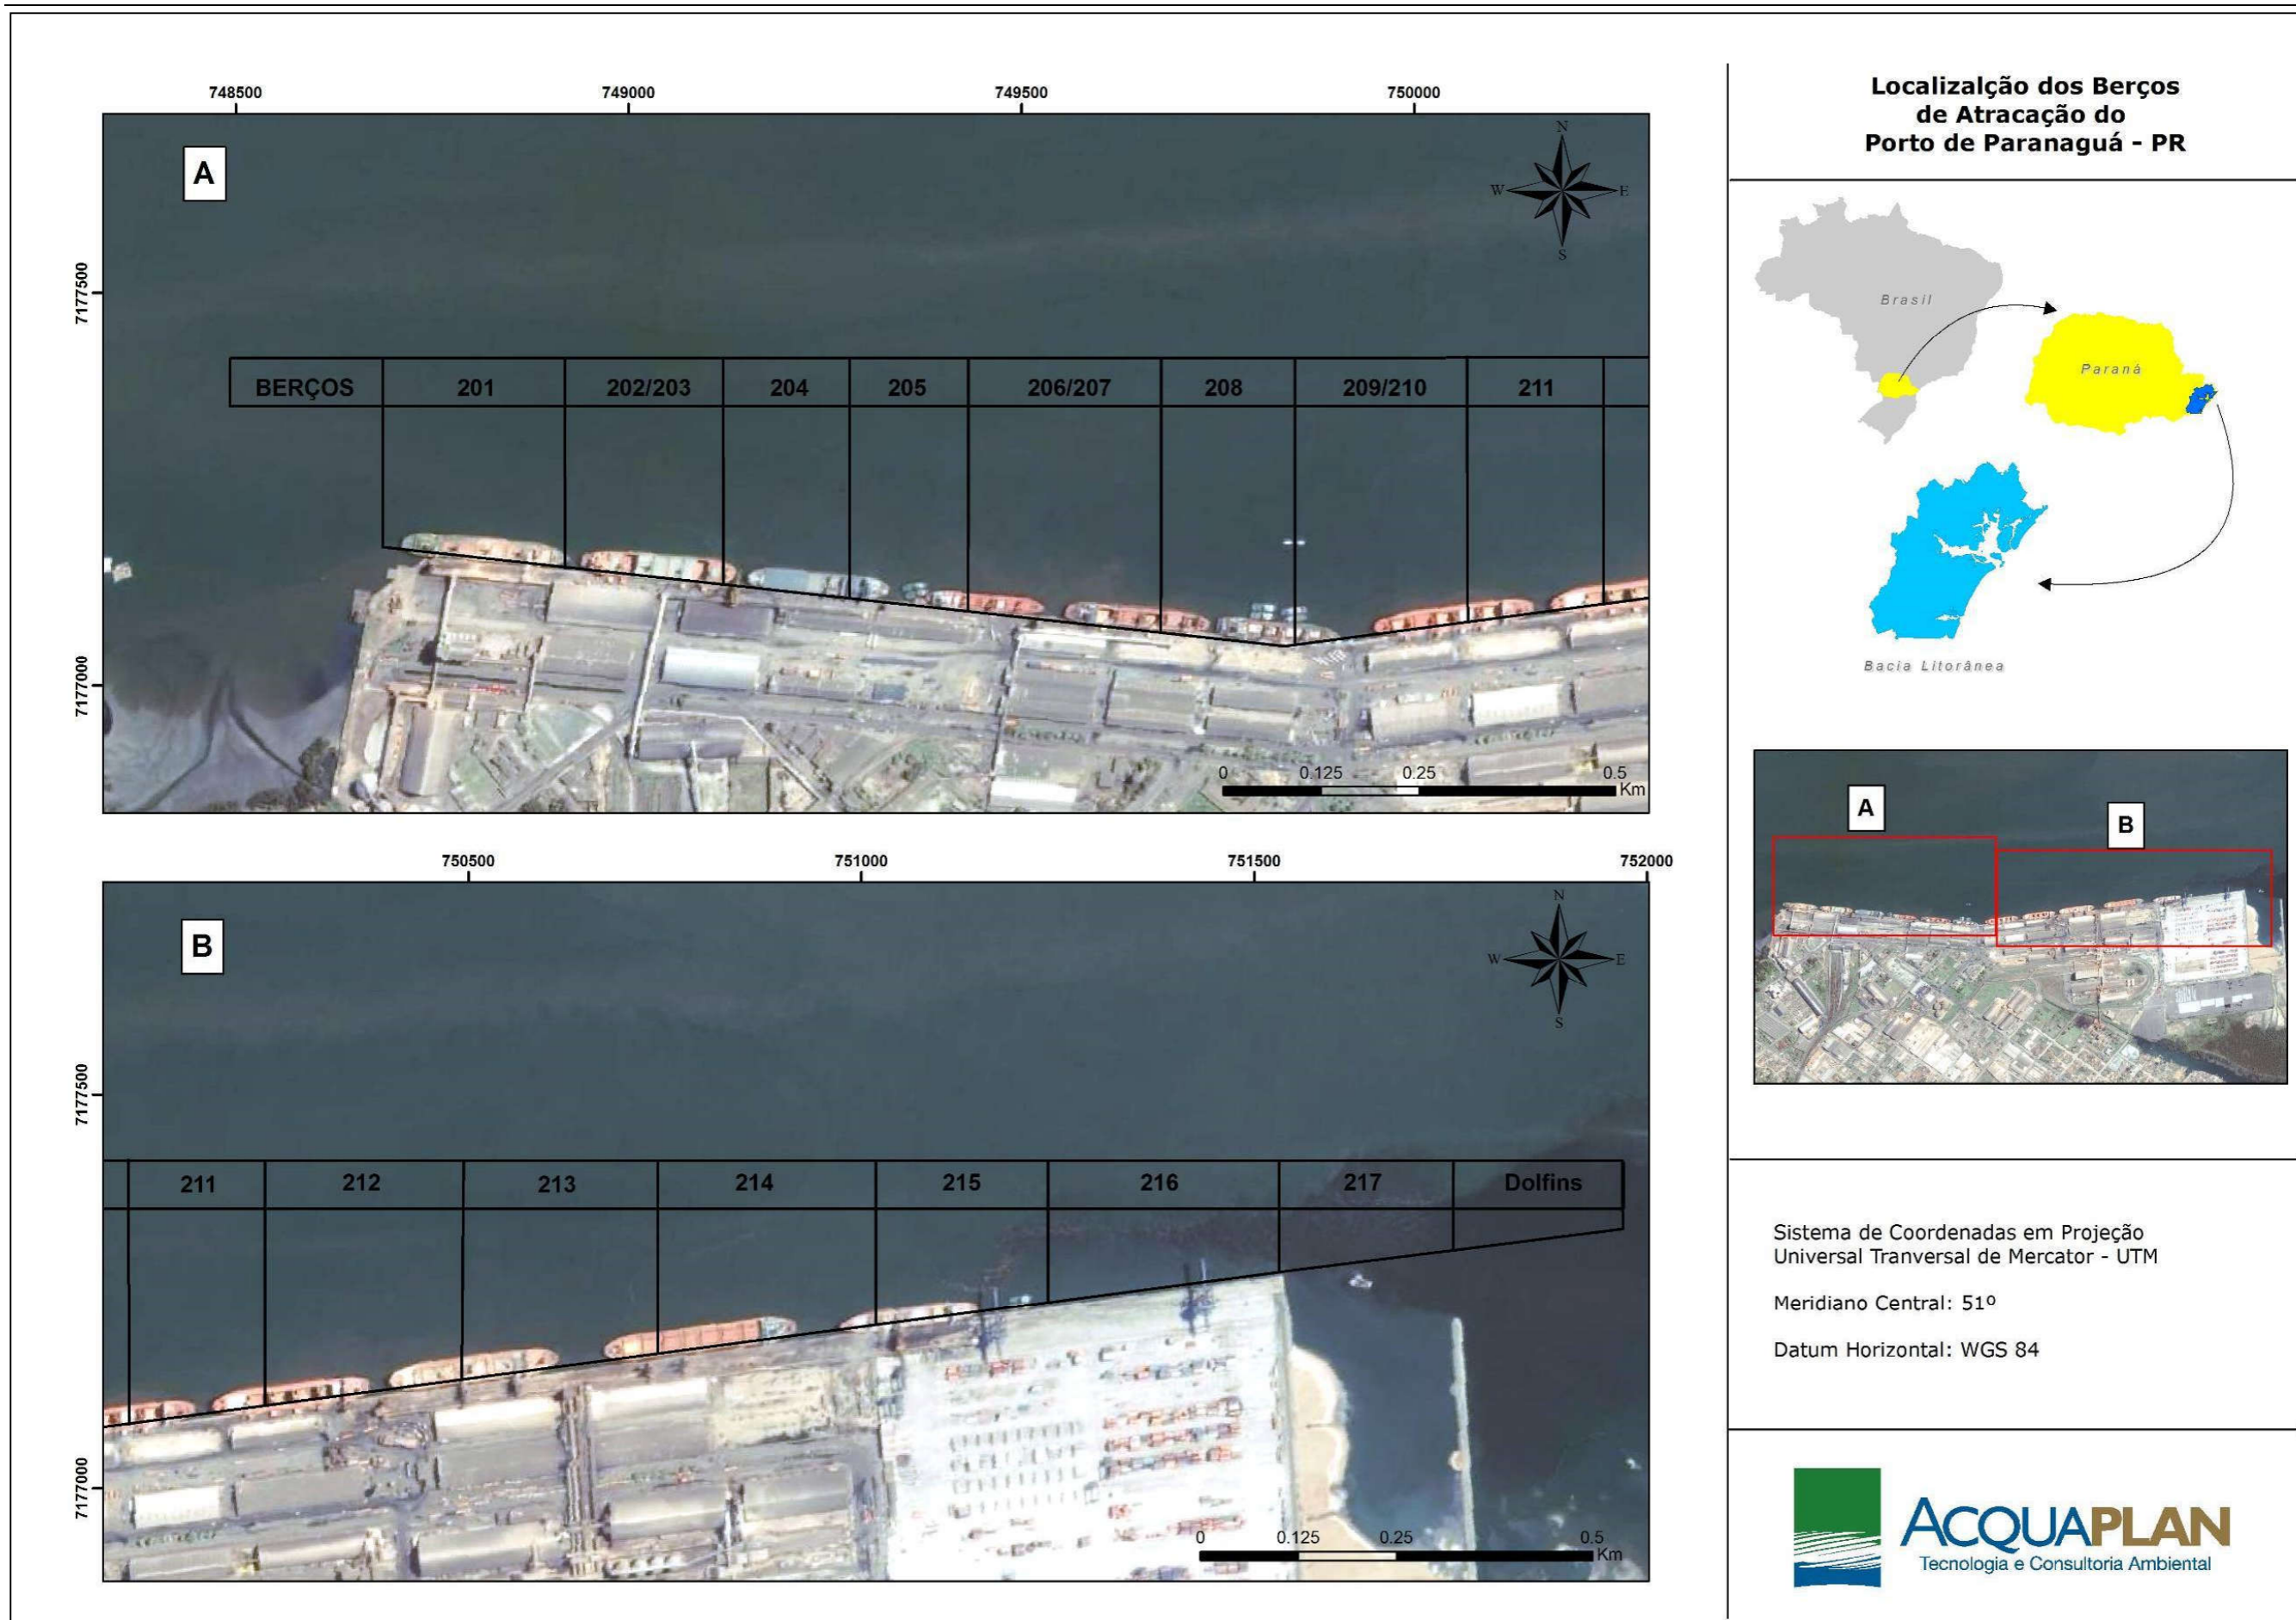 748500 749000 749500 750000
A
N
W E
S
7177500
BERÇOS 201 202/203 204 205 206/207 208 209/210 211
7177000
0 0.125 0.25 0.5
Km
750500 751000 751500 752000
B
N
W E
S
7177500
211 212 213 214 215 216 217 Dolfins
7177000
0 0.125 0.25 0.5
Km
Localizalção dos Berços
de Atracação do
Porto de Paranaguá - PR
Brasil
Paraná
Bacia Litorânea
A
B
Sistema de Coordenadas em Projeção
Universal Tranversal de Mercator - UTM
Meridiano Central: 51º
Datum Horizontal: WGS 84
ACQUAPLAN
Tecnologia e Consultoria Ambiental